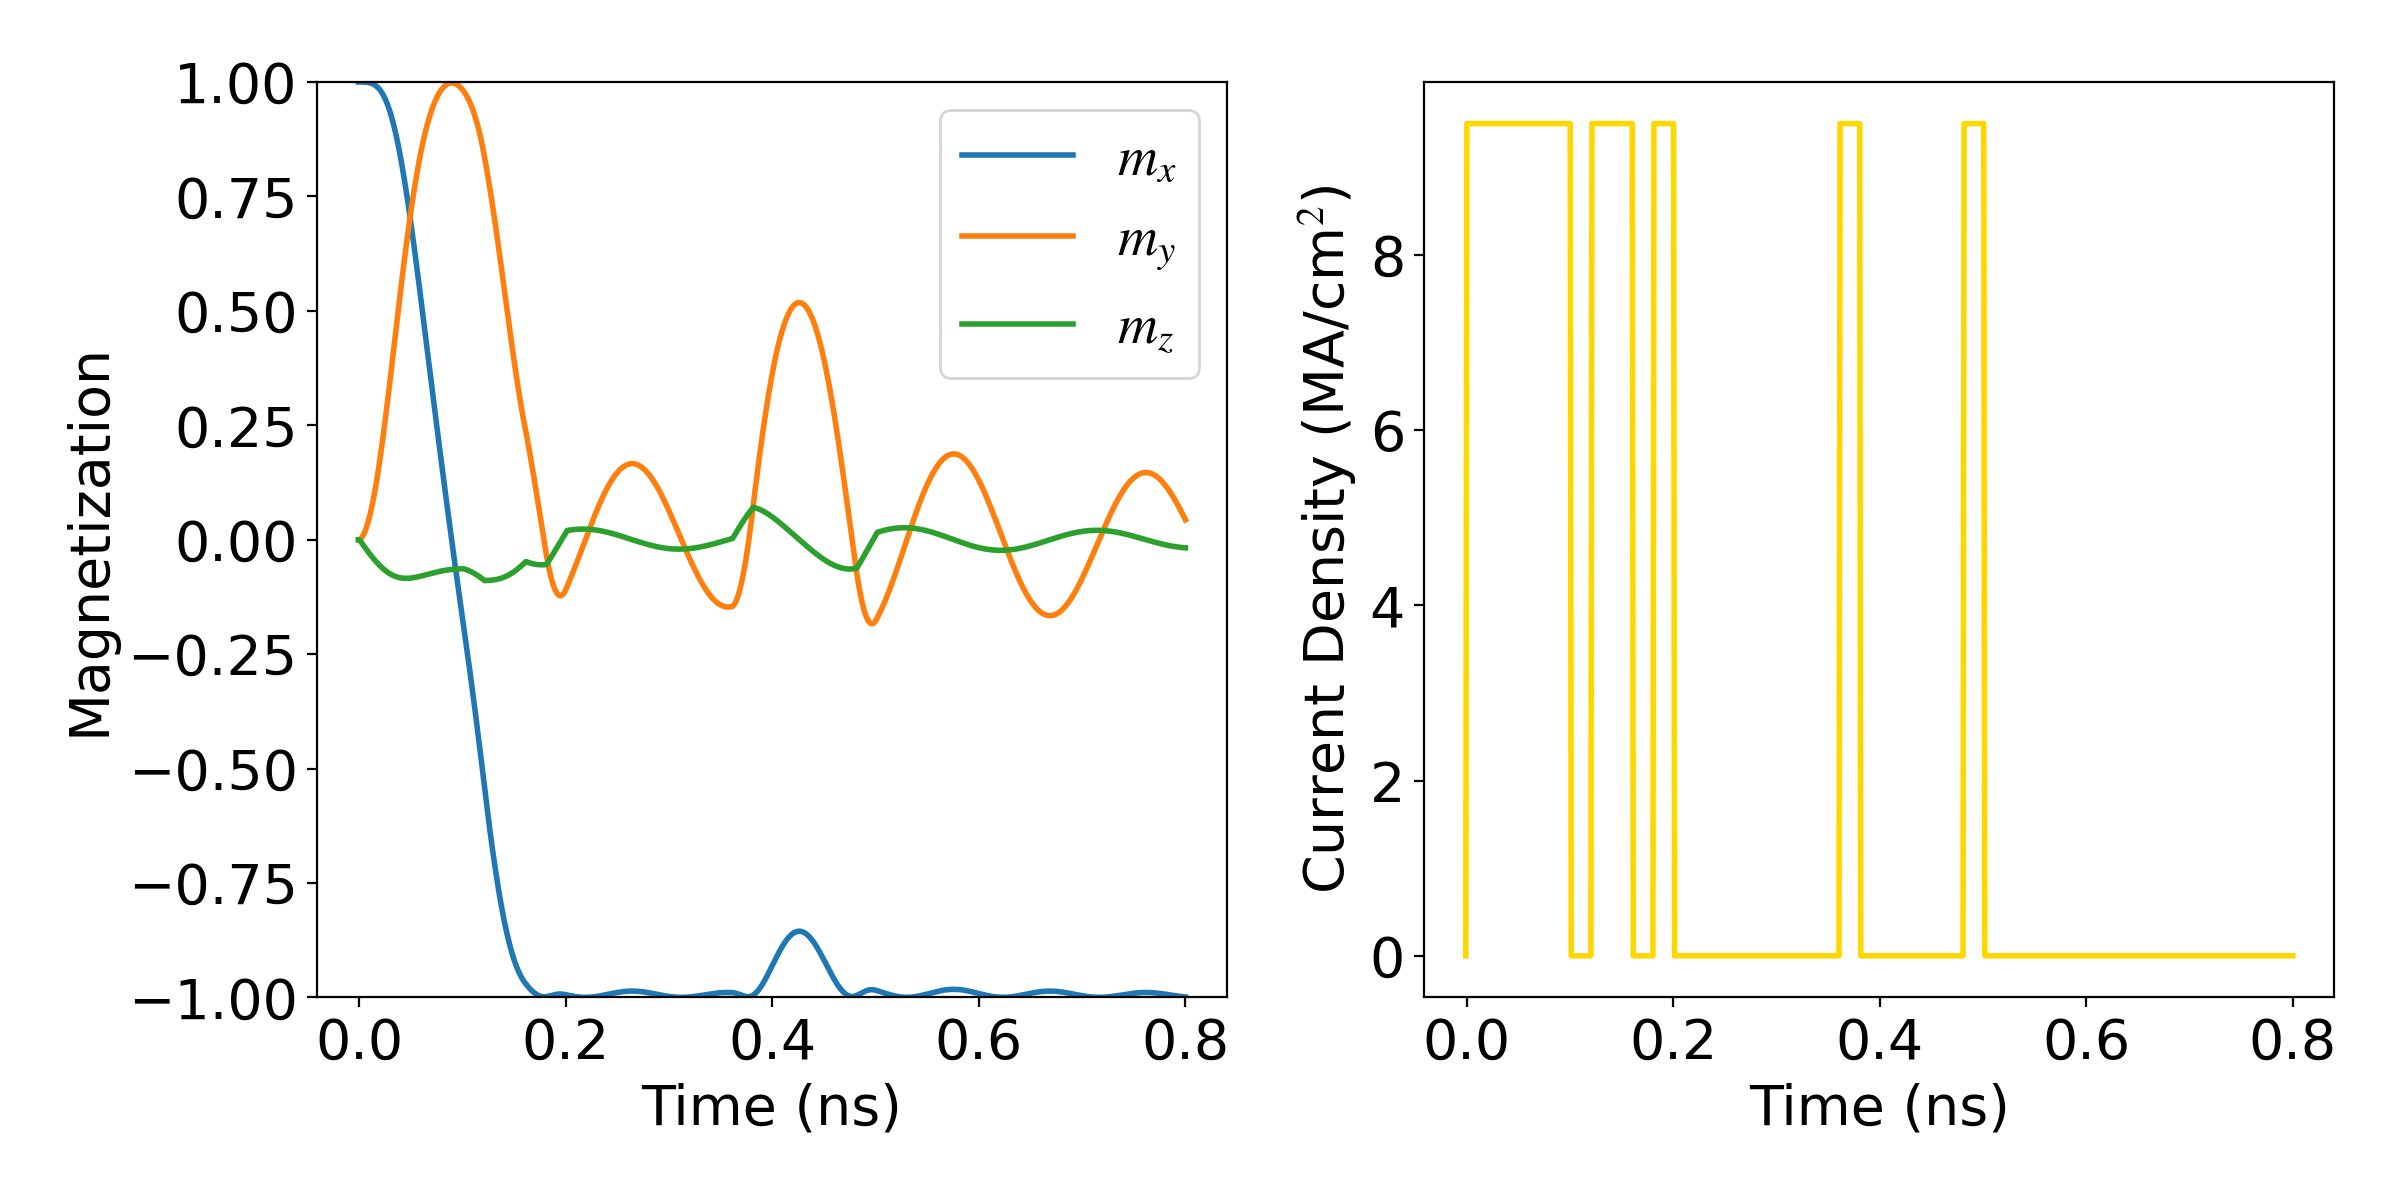 Magnetization
1.00
0.75
0.50
0.25
0.00
−0.25
−0.50
−0.75
−1.00
0.0 0.2 0.4 0.6 0.8
Time (ns)
m_x
m_y
m_z
Current Density (MA/cm²)
8
6
4
2
0
0.0 0.2 0.4 0.6 0.8
Time (ns)